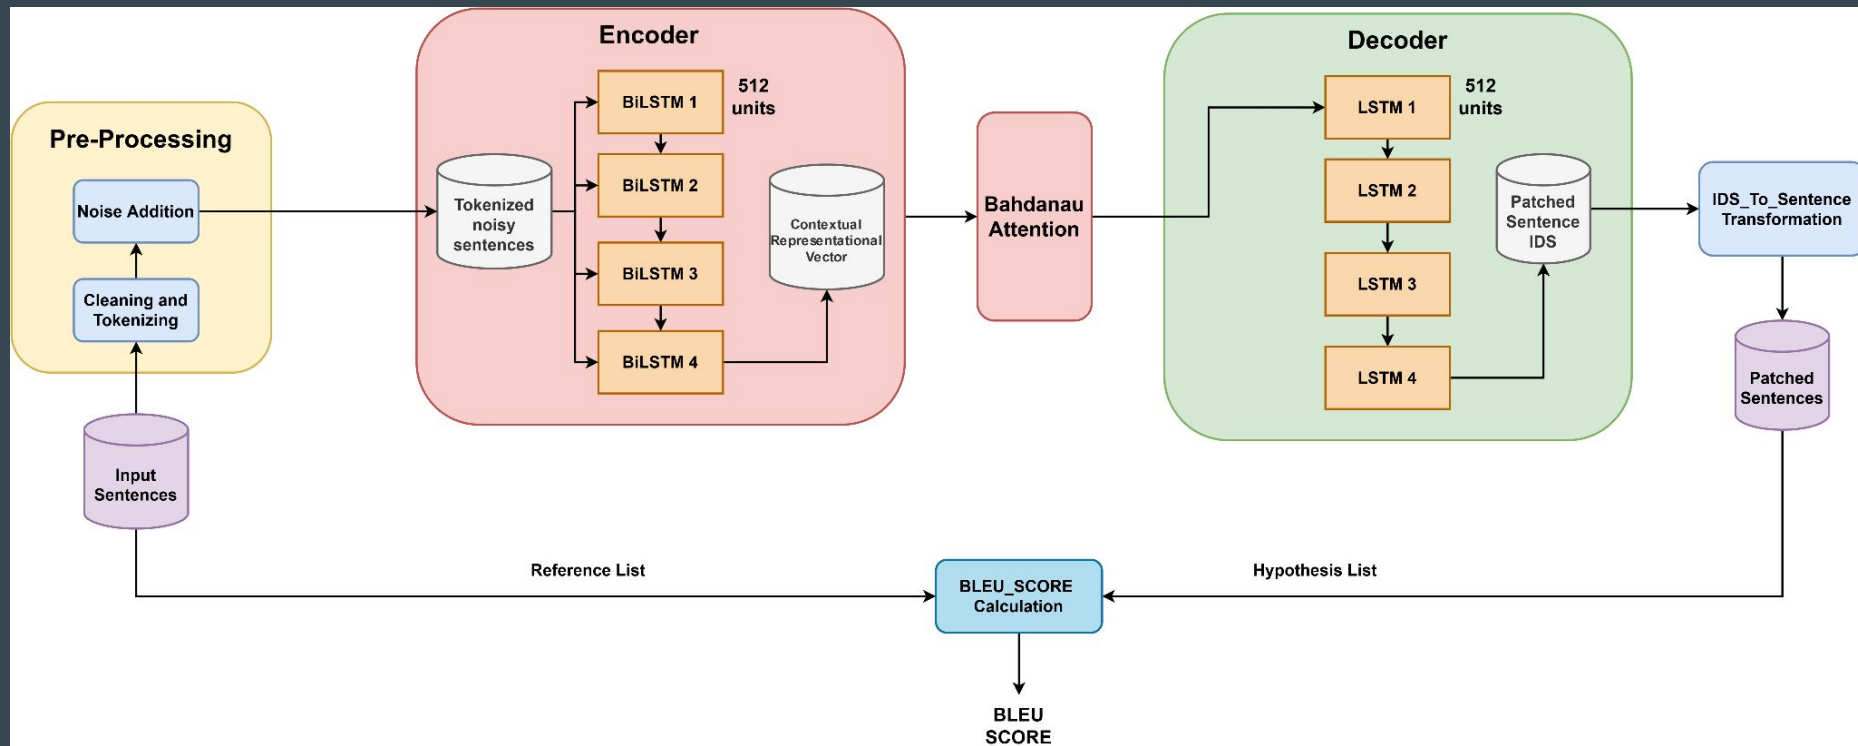 Pre-Processing
Noise Addition
Cleaning and
Tokenizing
Input
Sentences
Encoder
Tokenized
noisy
sentences
BiLSTM 1
512
units
BiLSTM 2
BiLSTM 3
BiLSTM 4
Contextual
Representational
Vector
Bahdanau
Attention
Decoder
LSTM 1
512
units
LSTM 2
LSTM 3
LSTM 4
Patched
Sentence
IDS
IDS_To_Sentence
Transformation
Patched
Sentences
Reference List
BLEU_SCORE
Calculation
Hypothesis List
BLEU
SCORE